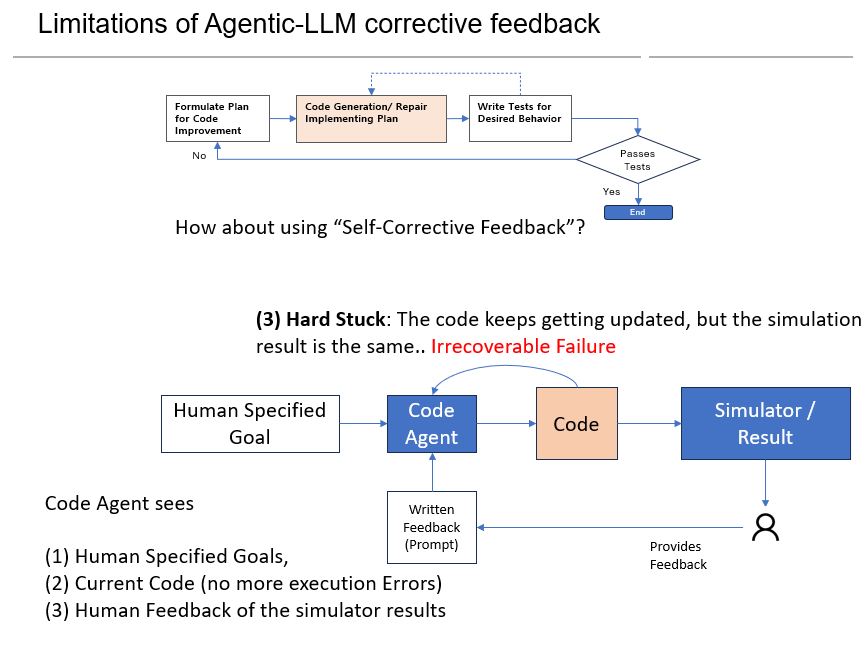 Limitations of Agentic-LLM corrective feedback
Formulate Plan
for Code
Improvement
Code Generation/ Repair
Implementing Plan
Write Tests for
Desired Behavior
No
Passes
Tests
Yes
End
How about using “Self-Corrective Feedback”?
(3) Hard Stuck: The code keeps getting updated, but the simulation
result is the same.. Irrecoverable Failure
Human Specified
Goal
Code
Agent
Code
Simulator /
Result
Written
Feedback
(Prompt)
Provides
Feedback
Code Agent sees
(1) Human Specified Goals,
(2) Current Code (no more execution Errors)
(3) Human Feedback of the simulator results